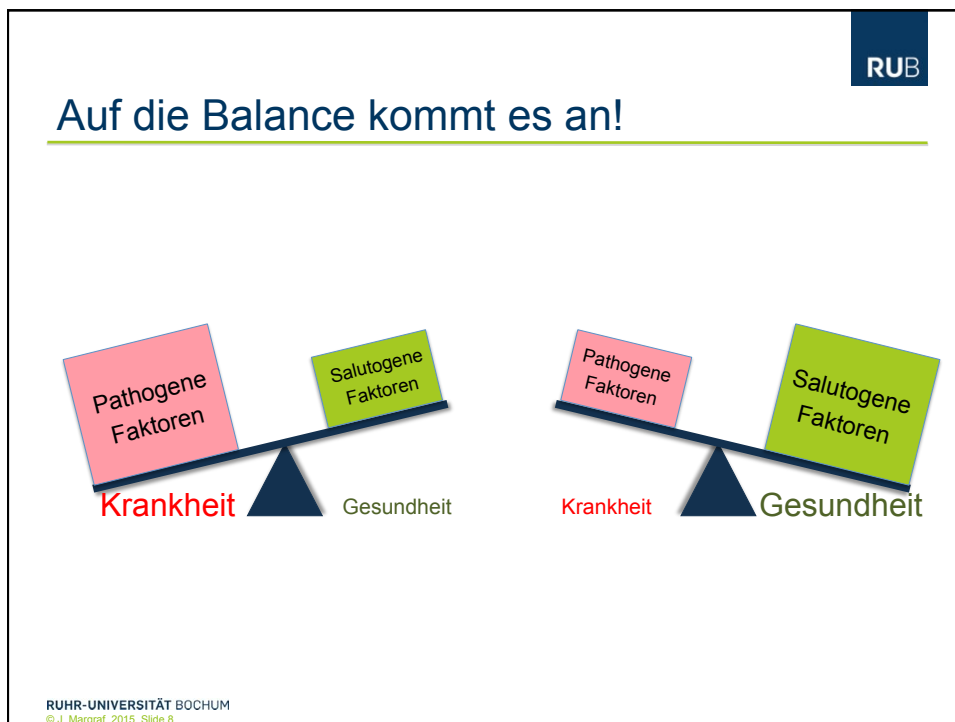 RUB
Auf die Balance kommt es an!
Pathogene
Faktoren
Salutogene
Faktoren
Krankheit
Gesundheit
Pathogene
Faktoren
Salutogene
Faktoren
Krankheit
Gesundheit
RUHR-UNIVERSITÄT BOCHUM
© J. Margraf, 2015, Slide 8